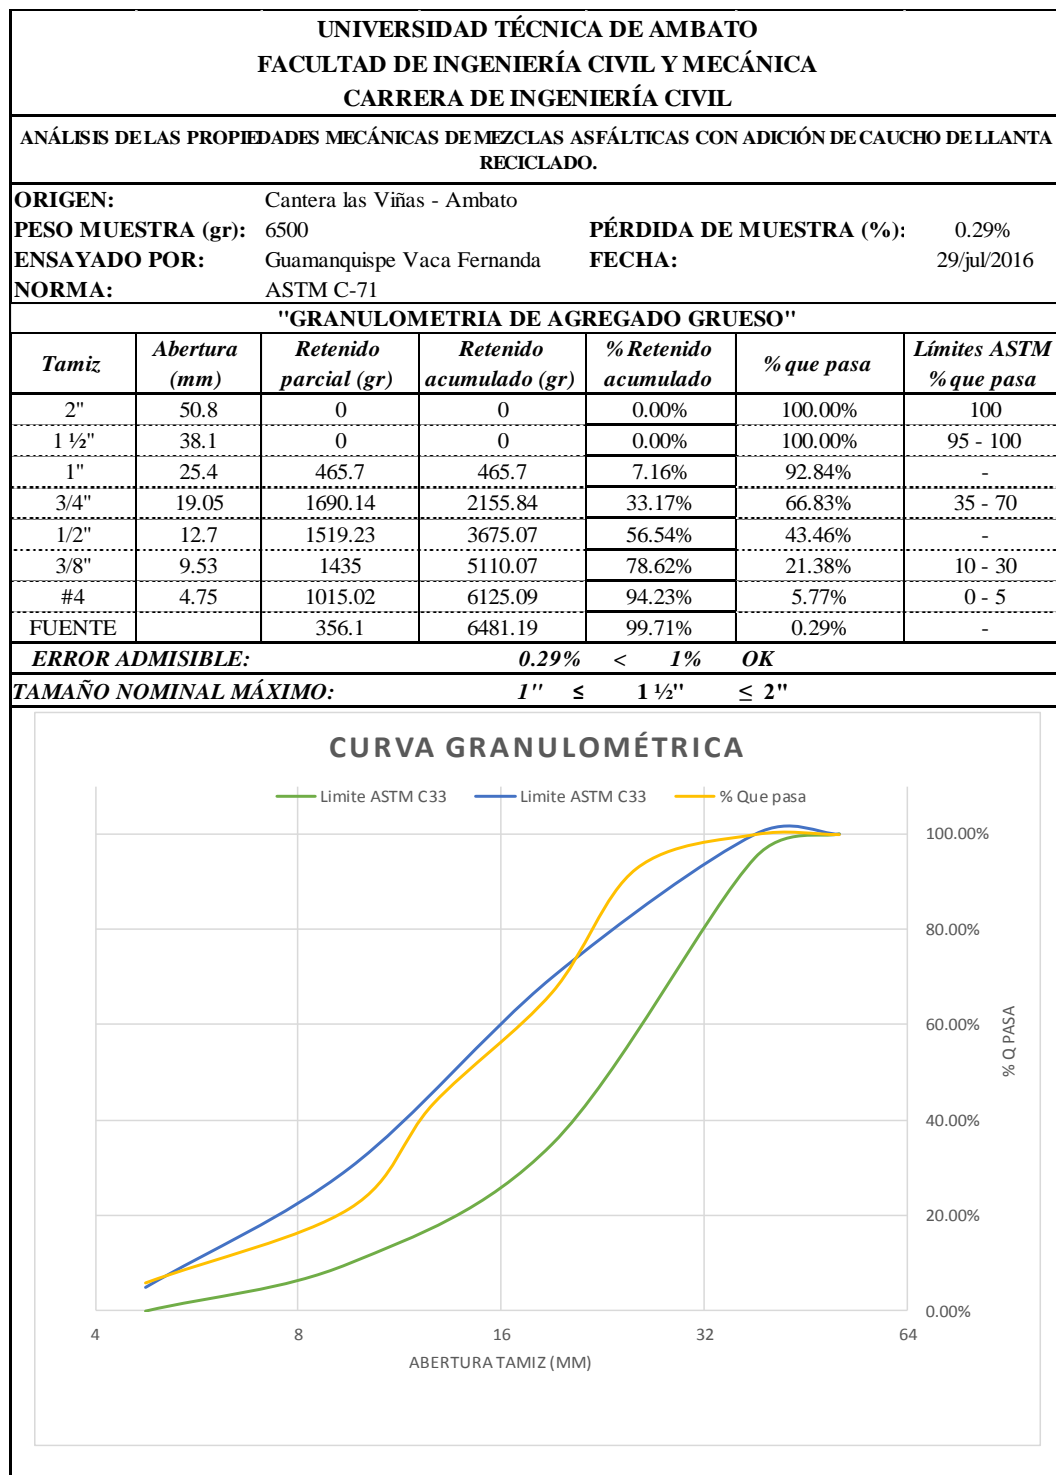 UNIVERSIDAD TÉCNICA DE AMBATO
FACULTAD DE INGENIERÍA CIVIL Y MECÁNICA
CARRERA DE INGENIERÍA CIVIL
ANÁLISIS DE LAS PROPIEDADES MECÁNICAS DE MEZCLAS ASFÁLTICAS CON ADICIÓN DE CAUCHO DE LLANTA
RECICLADO.
ORIGEN: Cantera las Viñas - Ambato
PESO MUESTRA (gr): 6500 PÉRDIDA DE MUESTRA (%): 0.29%
ENSAYADO POR: Guamanquispe Vaca Fernanda FECHA: 29/jul/2016
NORMA: ASTM C-71
"GRANULOMETRIA DE AGREGADO GRUESO"
Tamiz Abertura (mm) Retenido parcial (gr) Retenido acumulado (gr) % Retenido acumulado % que pasa Límites ASTM % que pasa
2" 50.8 0 0 0.00% 100.00% 100
1 ½" 38.1 0 0 0.00% 100.00% 95 - 100
1" 25.4 465.7 465.7 7.16% 92.84% -
3/4" 19.05 1690.14 2155.84 33.17% 66.83% 35 - 70
1/2" 12.7 1519.23 3675.07 56.54% 43.46% -
3/8" 9.53 1435 5110.07 78.62% 21.38% 10 - 30
#4 4.75 1015.02 6125.09 94.23% 5.77% 0 - 5
FUENTE 356.1 6481.19 99.71% 0.29% -
ERROR ADMISIBLE: 0.29% < 1% OK
TAMAÑO NOMINAL MÁXIMO: 1" ≤ 1 ½" ≤ 2"
CURVA GRANULOMÉTRICA
Limite ASTM C33 Limite ASTM C33 % Que pasa
100.00%
80.00%
60.00%
40.00%
20.00%
0.00%
% Q PASA
4 8 16 32 64
ABERTURA TAMIZ (MM)